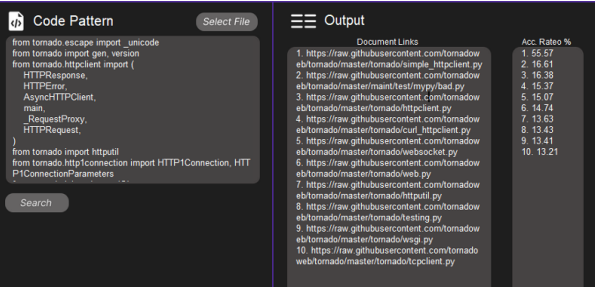 Code Pattern
Select File
from tornado.escape import _unicode
from tornado import gen, version
from tornado.httpclient import (
HTTPResponse,
HTTPError,
AsyncHTTPClient,
main,
_RequestProxy,
HTTPRequest,
)
from tornado import httputil
from tornado.http1connection import HTTP1Connection, HTT
P1ConnectionParameters
Search
Output
Document Links
1. https://raw.githubusercontent.com/tornadow
eb/tornado/master/tornado/simple_httpclient.py
2. https://raw.githubusercontent.com/tornadow
eb/tornado/master/maint/test/mypy/bad.py
3. https://raw.githubusercontent.com/tornadow
eb/tornado/master/tornado/httpclient.py
4. https://raw.githubusercontent.com/tornadow
eb/tornado/master/tornado/curl_httpclient.py
5. https://raw.githubusercontent.com/tornadow
eb/tornado/master/tornado/websocket.py
6. https://raw.githubusercontent.com/tornadow
eb/tornado/master/tornado/web.py
7. https://raw.githubusercontent.com/tornadow
eb/tornado/master/tornado/httputil.py
8. https://raw.githubusercontent.com/tornadow
eb/tornado/master/tornado/testing.py
9. https://raw.githubusercontent.com/tornadow
eb/tornado/master/tornado/wsgi.py
10. https://raw.githubusercontent.com/tornado
web/tornado/master/tornado/tcpclient.py
Acc. Rateo %
1. 55.57
2. 16.61
3. 16.38
4. 15.37
5. 15.07
6. 14.74
7. 13.63
8. 13.43
9. 13.41
10. 13.21